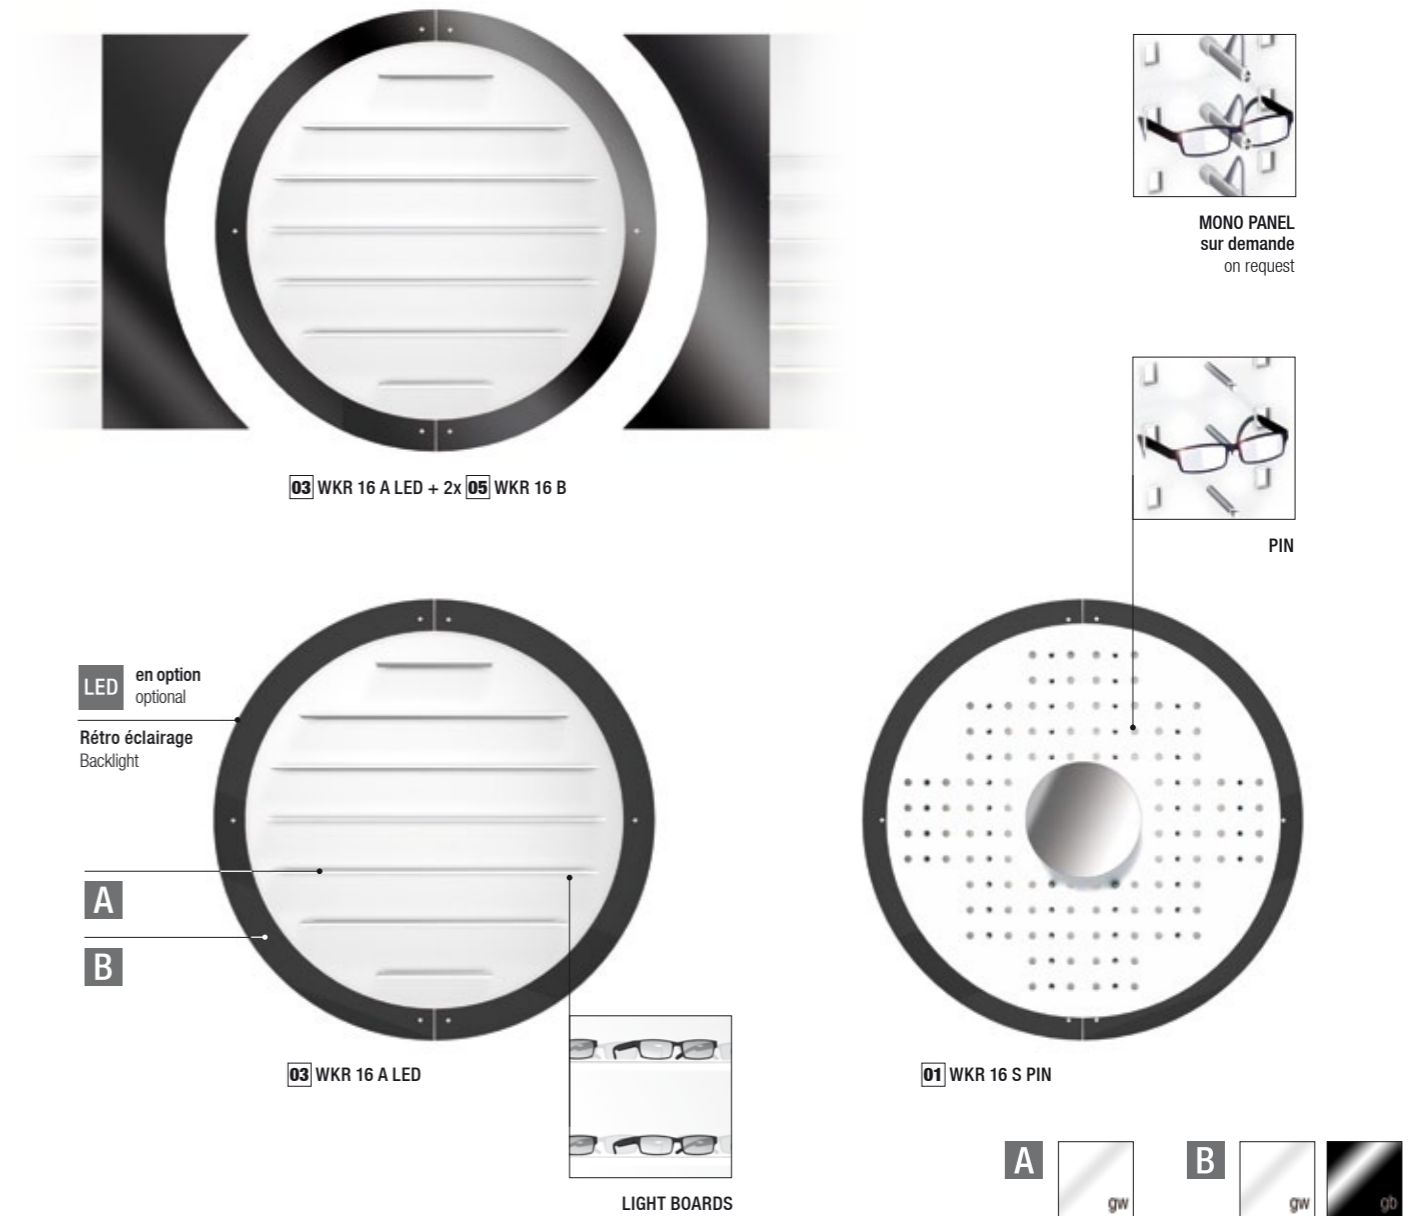 MONO PANEL
sur demande
on request
03 WKR 16 A LED + 2x 05 WKR 16 B
PIN
LED
en option
optional
Rétro éclairage
Backlight
A
B
03 WKR 16 A LED
01 WKR 16 S PIN
LIGHT BOARDS
A
gw
B
gw
gb